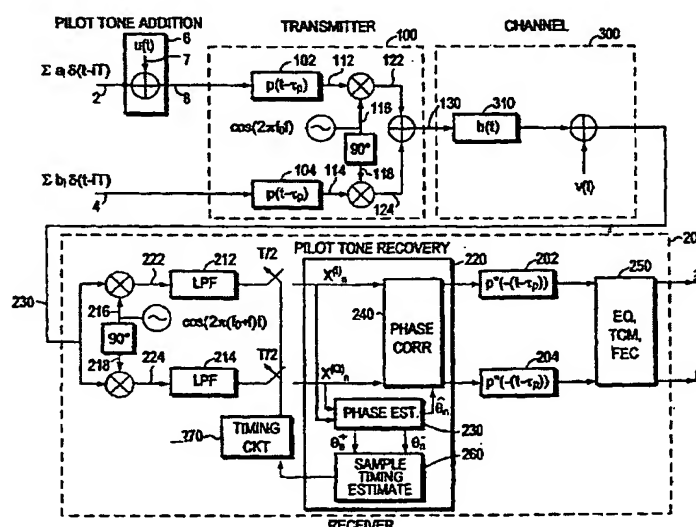 PILOT TONE ADDITION
TRANSMITTER
CHANNEL
6
100
300
u(t)
7
Σ aᵢ δ(t-iT)
2
8
102
p(t-τₚ)
112
122
116
cos(2πf₀t)
90°
118
130
310
h(t)
v(t)
Σ bᵢ δ(t-iT)
4
104
p(t-τₚ)
114
124
PILOT TONE RECOVERY
220
230
222
212
LPF
T/2
216
cos(2π(f₀+f)t)
90°
218
224
214
LPF
T/2
X⁽ᴵ⁾ₙ
X⁽Q⁾ₙ
240
PHASE
CORR
202
p*(-(t-τₚ))
204
p*(-(t-τₚ))
250
EQ,
TCM,
FEC
PHASE EST.
θ̂ₙ
230
θₙ⁺
θₙ⁻
260
SAMPLE
TIMING
ESTIMATE
TIMING
CKT
270
RECEIVER